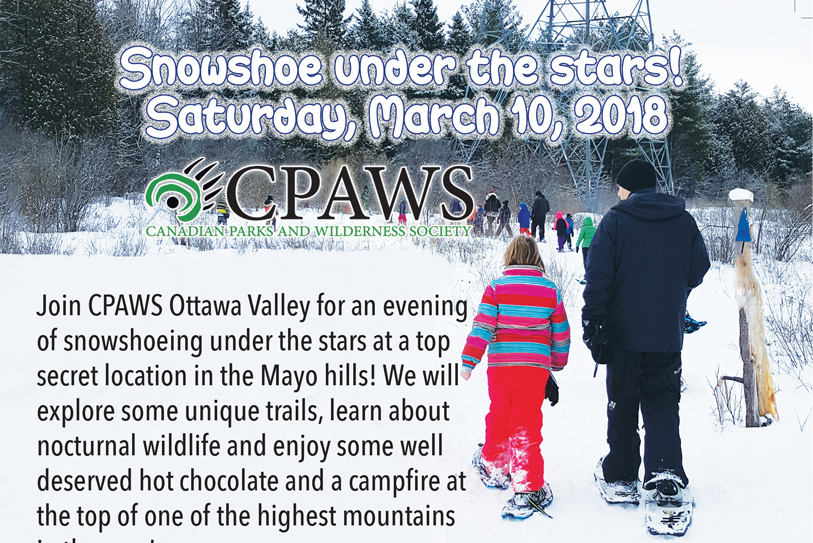 Snowshoe under the stars!
Saturday, March 10, 2018
CPAWS
CANADIAN PARKS AND WILDERNESS SOCIETY
Join CPAWS Ottawa Valley for an evening
of snowshoeing under the stars at a top
secret location in the Mayo hills! We will
explore some unique trails, learn about
nocturnal wildlife and enjoy some well
deserved hot chocolate and a campfire at
the top of one of the highest mountains